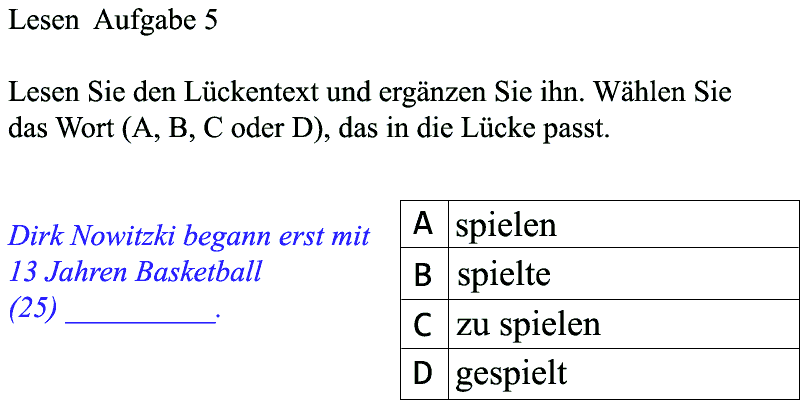 Lesen Aufgabe 5
Lesen Sie den Lückentext und ergänzen Sie ihn. Wählen Sie
das Wort (A, B, C oder D), das in die Lücke passt.
Dirk Nowitzki begann erst mit
13 Jahren Basketball
(25) __________.
A spielen
B spielte
C zu spielen
D gespielt